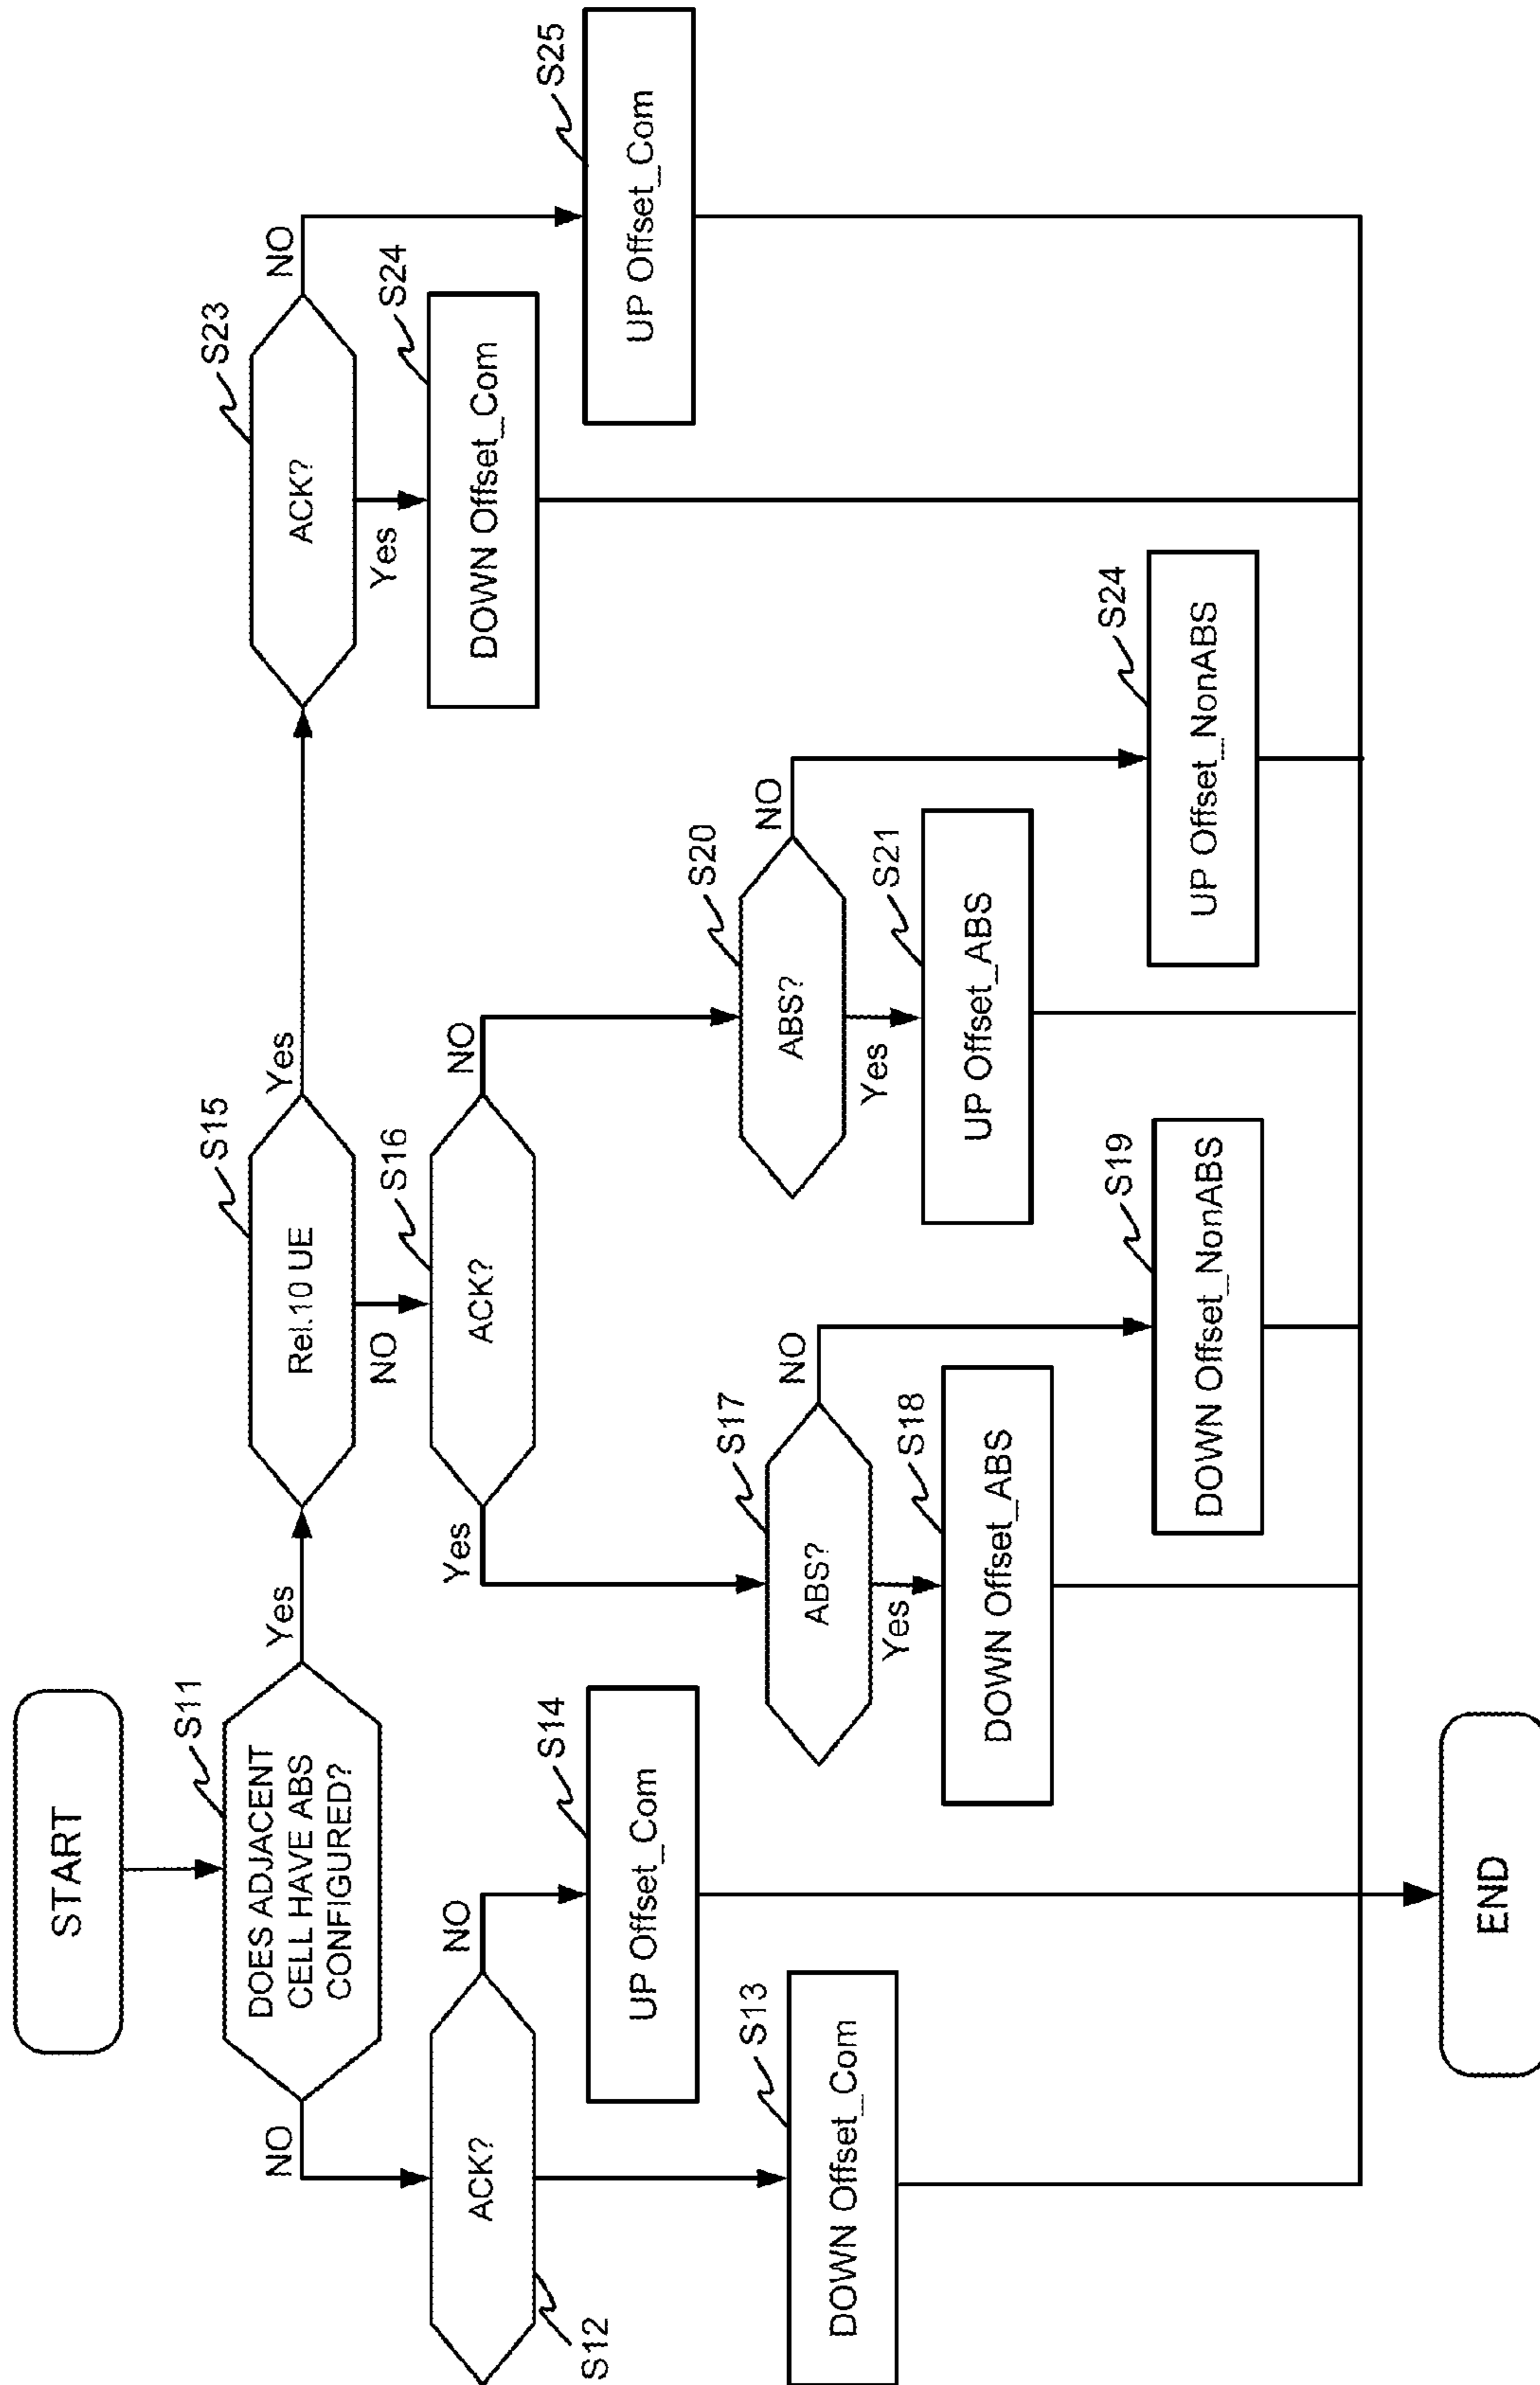 START
S11
DOES ADJACENT
CELL HAVE ABS
CONFIGURED?
NO
Yes
S12
ACK?
NO
S13
DOWN Offset_Com
S14
UP Offset_Com
S15
Rel.10 UE
Yes
NO
S16
ACK?
Yes
NO
S17
ABS?
NO
Yes
S18
DOWN Offset_ABS
S19
DOWN Offset_NonABS
S20
ABS?
NO
Yes
S21
UP Offset_ABS
S24
UP Offset_NonABS
S23
ACK?
NO
Yes
S24
DOWN Offset_Com
S25
UP Offset_Com
END